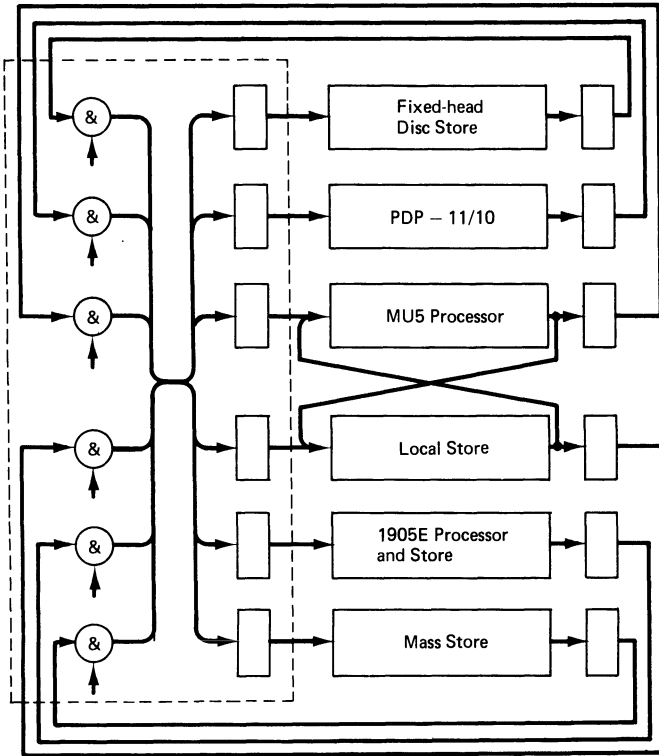 &
Fixed-head
Disc Store
&
PDP – 11/10
&
MU5 Processor
&
Local Store
&
1905E Processor
and Store
&
Mass Store